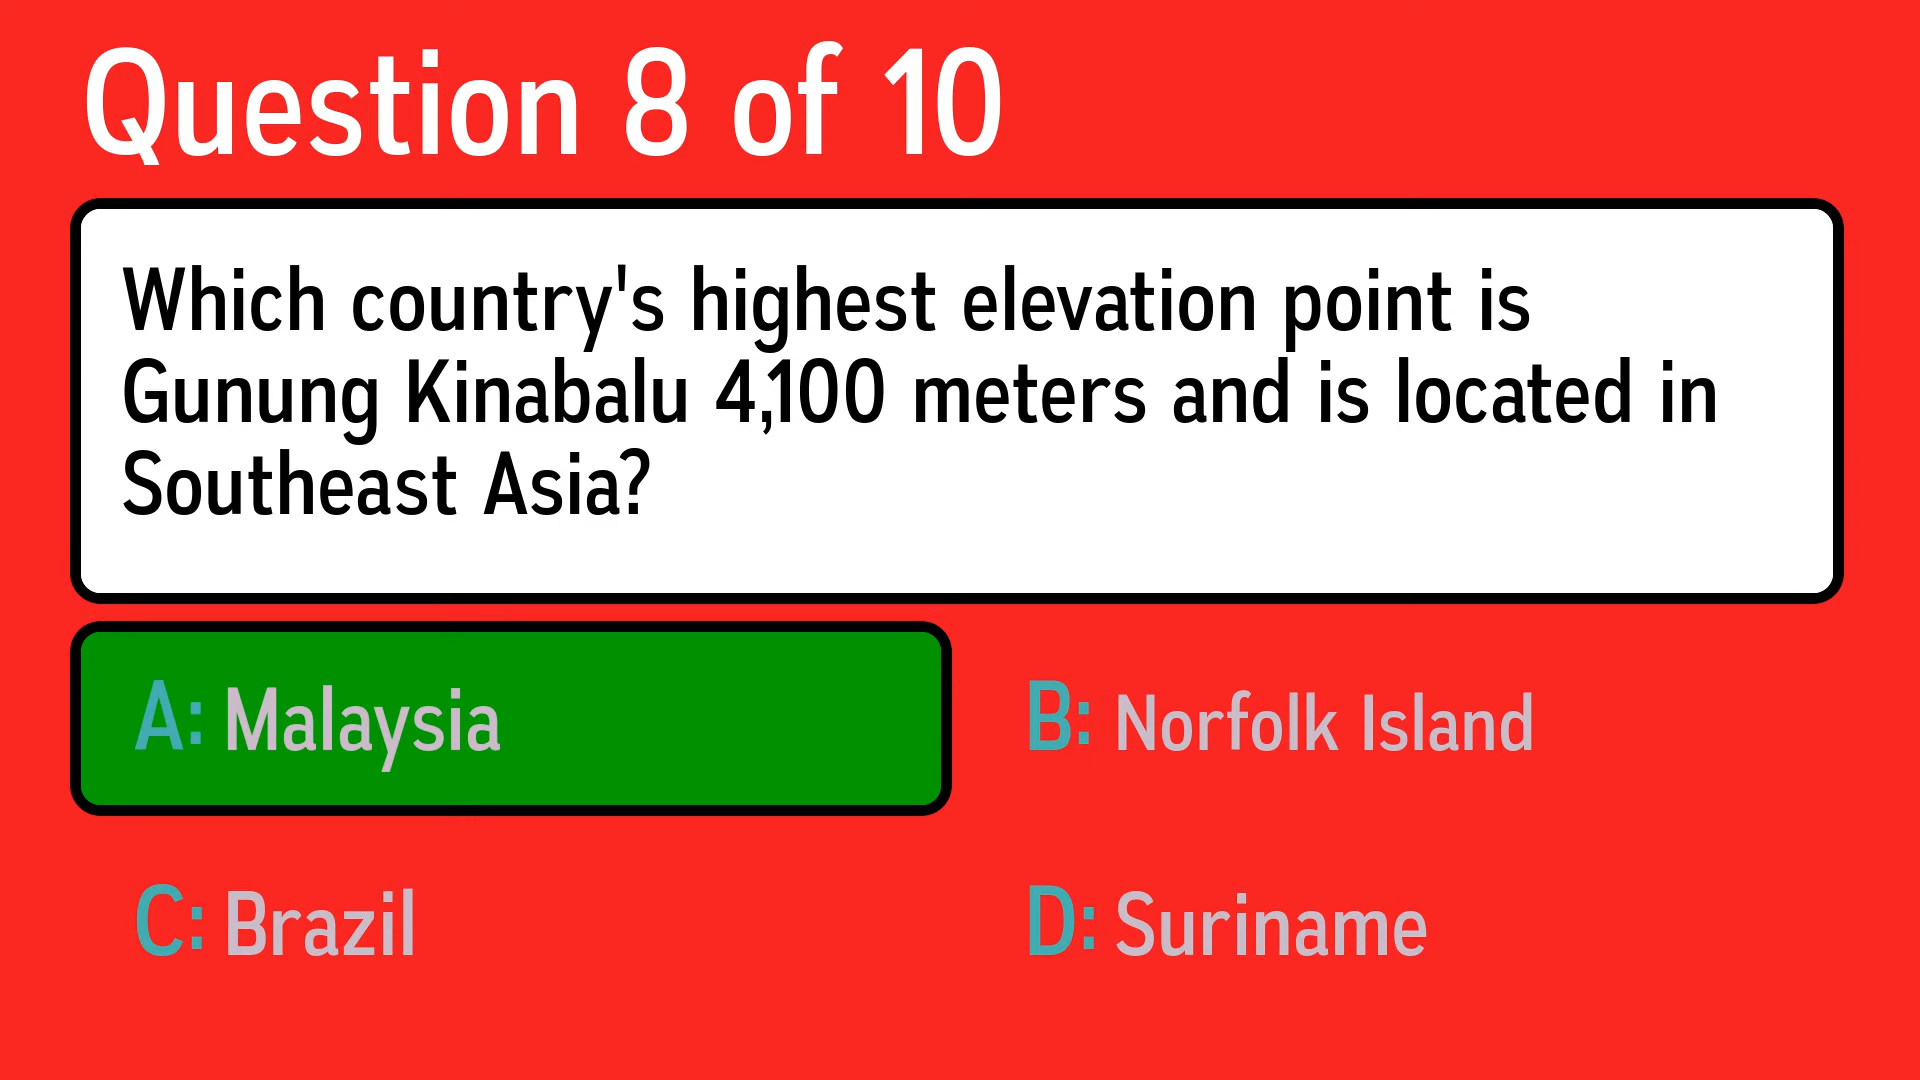 Question 8 of 10
Which country's highest elevation point is
Gunung Kinabalu 4,100 meters and is located in
Southeast Asia?
A: Malaysia
B: Norfolk Island
C: Brazil
D: Suriname